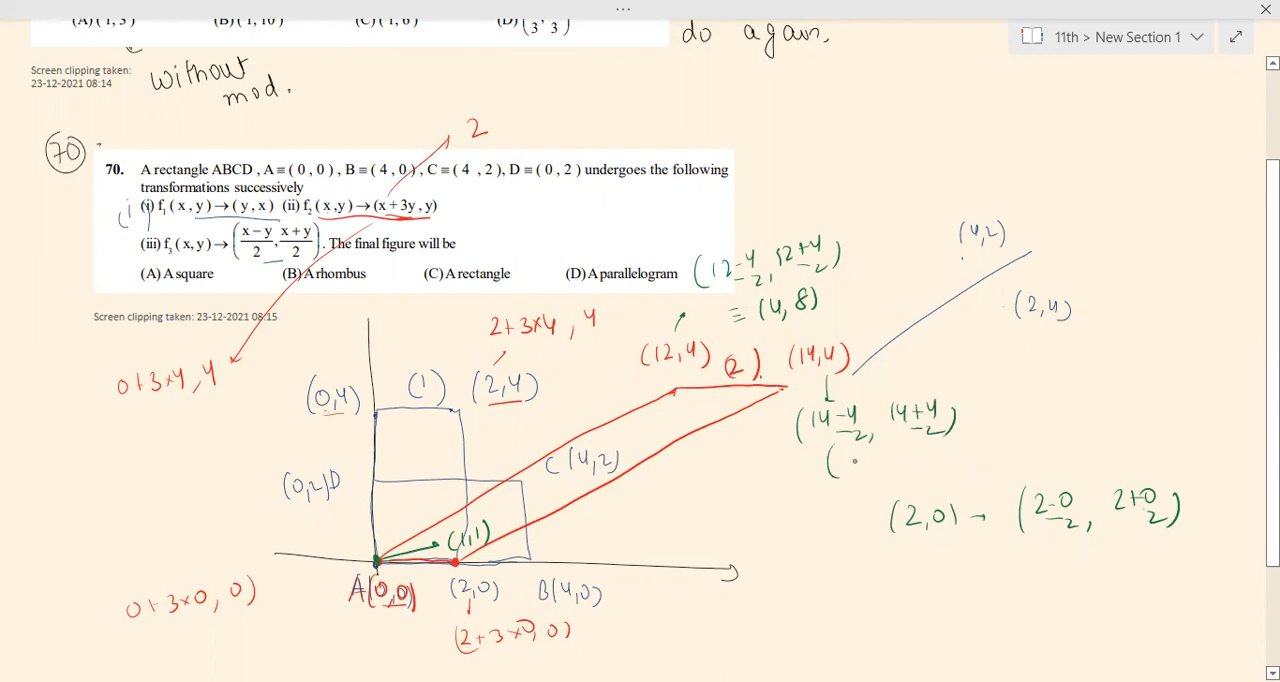 (A) (1, 3) (B) (1, 10) (C) (1, 6) (D) (3, 3)
do again,
11th > New Section 1
Screen clipping taken:
23-12-2021 08:14
without
mod.
70
2
70. A rectangle ABCD , A ≡ ( 0 , 0 ) , B ≡ ( 4 , 0 ) , C ≡ ( 4 , 2 ), D ≡ ( 0 , 2 ) undergoes the following
transformations successively
(i) f₁ ( x , y ) → ( y , x ) (ii) f₂ ( x ,y ) → (x + 3y , y)
(i)
(iii) f₃ ( x, y ) → ((x − y)/2 , (x + y)/2) . The final figure will be
(A) A square (B) A rhombus (C) A rectangle (D) A parallelogram
Screen clipping taken: 23-12-2021 08:15
(12-4/2, 12+4/2)
≡ (4, 8)
(4,2)
(2,4)
2+3×4, 4
(12,4) (2). (14,4)
0+3×4, 4
(0,4) (1) (2,4)
(14-4/2, 14+4/2)
(
C (4,2)
(0,2) D
(2,0) → (2-0/2, 2+0/2)
(1,1)
A(0,0) (2,0) B(4,0)
0+3×0, 0)
(2+3×0, 0)